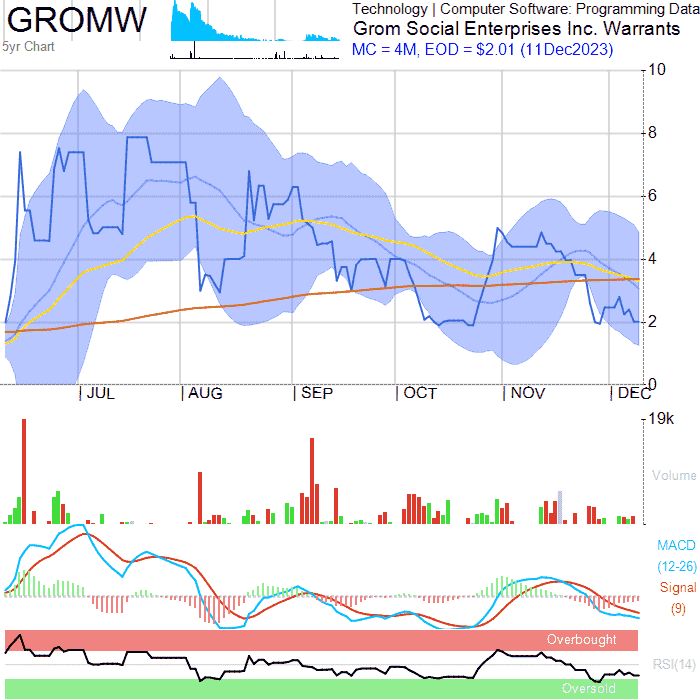 GROMW
5yr Chart
Technology | Computer Software: Programming Data
Grom Social Enterprises Inc. Warrants
MC = 4M, EOD = $2.01 (11Dec2023)
10
8
6
4
2
0
| JUL | AUG | SEP | OCT | NOV | DEC
19k
Volume
MACD
(12-26)
Signal
(9)
Overbought
RSI(14)
Oversold